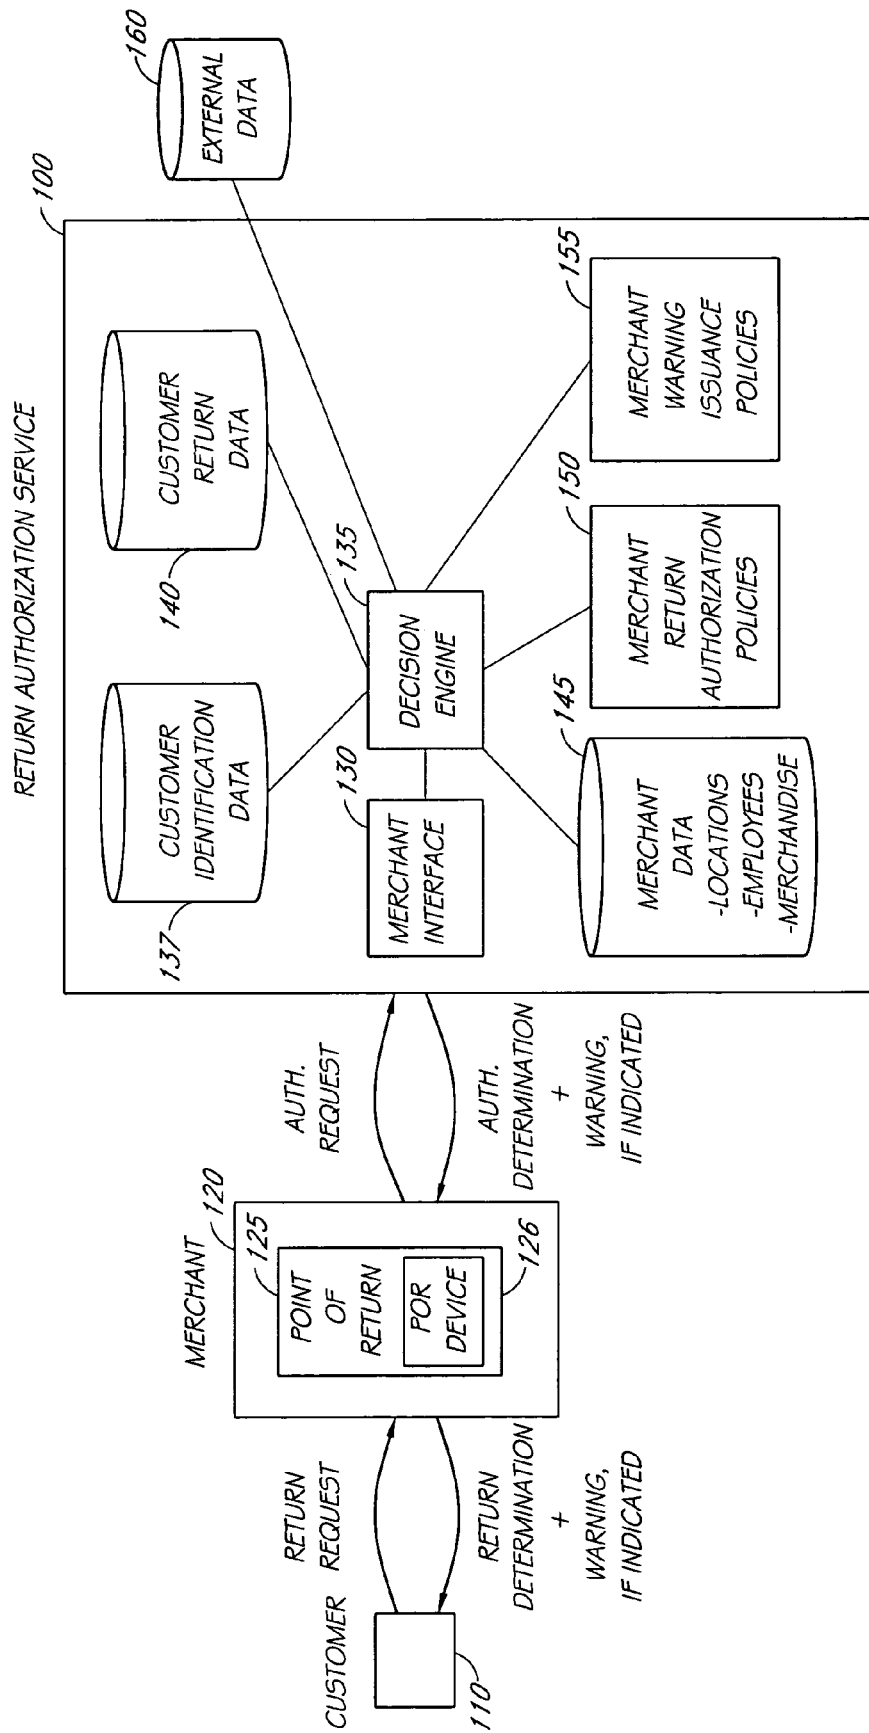 RETURN AUTHORIZATION SERVICE
100
160
EXTERNAL
DATA
CUSTOMER
IDENTIFICATION
DATA
137
CUSTOMER
RETURN
DATA
140
MERCHANT
INTERFACE
130
DECISION
ENGINE
135
MERCHANT
DATA
-LOCATIONS
-EMPLOYEES
-MERCHANDISE
145
MERCHANT
RETURN
AUTHORIZATION
POLICIES
150
MERCHANT
WARNING
ISSUANCE
POLICIES
155
AUTH.
REQUEST
AUTH.
DETERMINATION
+
WARNING,
IF INDICATED
MERCHANT
120
125
POINT
OF
RETURN
POR
DEVICE
126
RETURN
REQUEST
RETURN
DETERMINATION
+
WARNING,
IF INDICATED
CUSTOMER
110